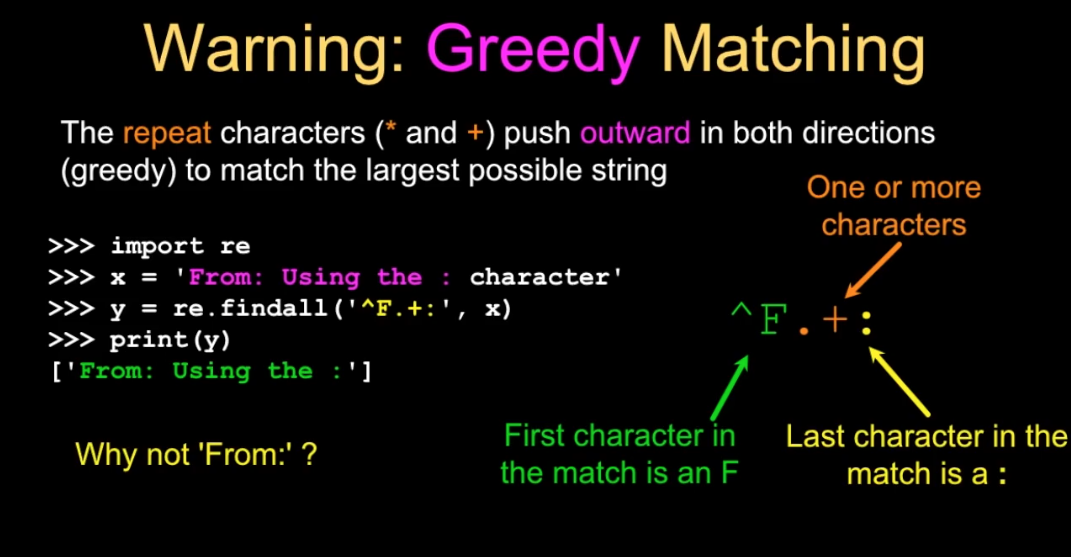 Warning: Greedy Matching
The repeat characters (* and +) push outward in both directions
(greedy) to match the largest possible string
One or more
characters
>>> import re
>>> x = 'From: Using the : character'
>>> y = re.findall('^F.+:', x)
>>> print(y)
['From: Using the :']
^F.+:
Why not 'From:' ?
First character in
the match is an F
Last character in the
match is a :